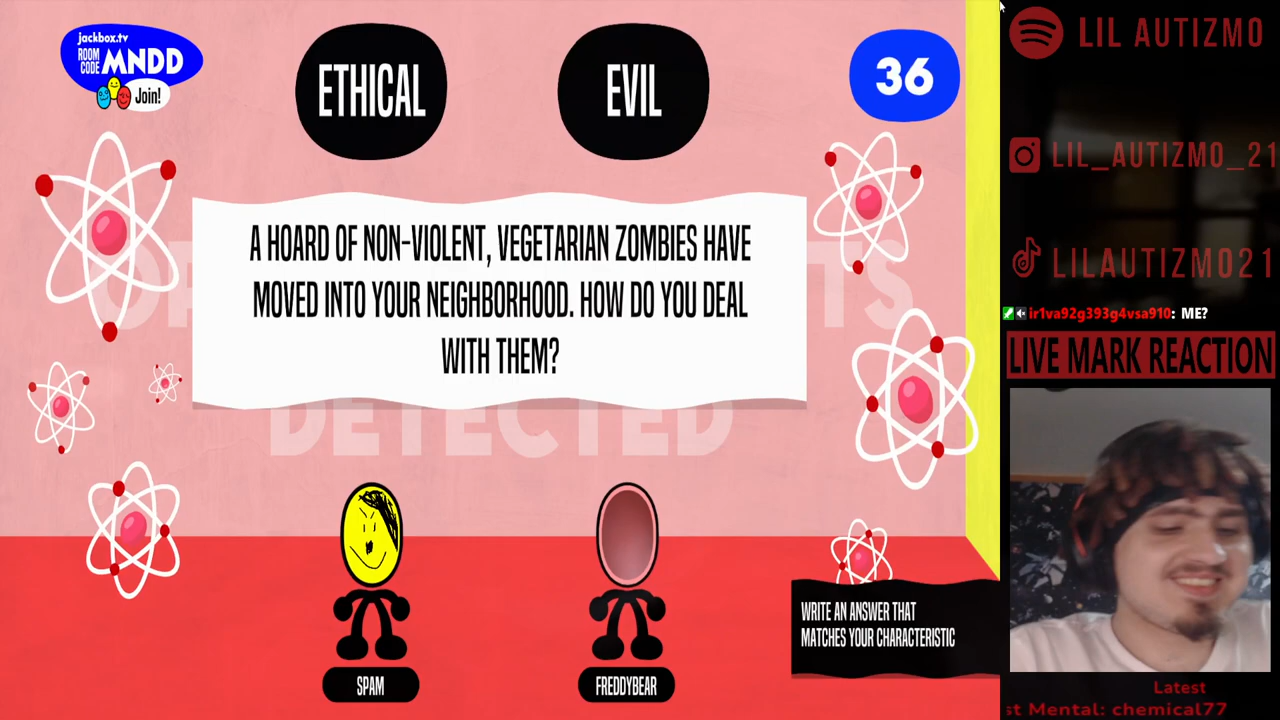 jackbox.tv
ROOM CODE MNDD
Join!
ETHICAL
EVIL
36
A HOARD OF NON-VIOLENT, VEGETARIAN ZOMBIES HAVE
MOVED INTO YOUR NEIGHBORHOOD. HOW DO YOU DEAL
WITH THEM?
DETECTED
WRITE AN ANSWER THAT
MATCHES YOUR CHARACTERISTIC
SPAM
FREDDYBEAR
LIL AUTIZMO
LIL_AUTIZMO_21
LILAUTIZMO21
ir1va92g393g4vsa910: ME?
LIVE MARK REACTION
Latest
st Mental: chemical77